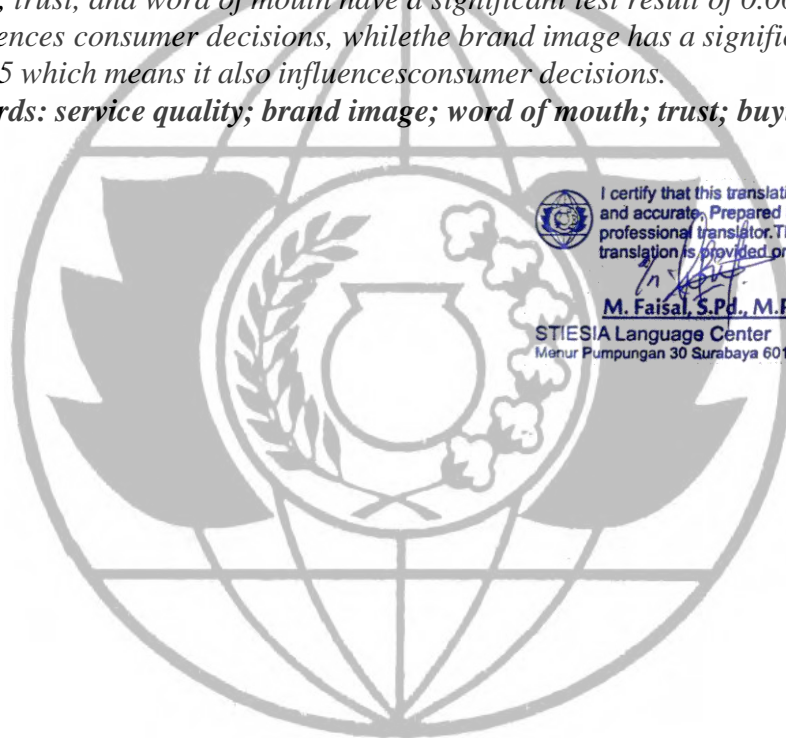 , trust, and word of mouth have a significant test result of 0.00
ences consumer decisions, whilethe brand image has a signific
5 which means it also influencesconsumer decisions.
rds: service quality; brand image; word of mouth; trust; buy
I certify that this translati
and accurate, Prepared
professional translator.T
translation is provided or
M. Faisal, S.Pd., M.P
STIESIA Language Center
Menur Pumpungan 30 Surabaya 601